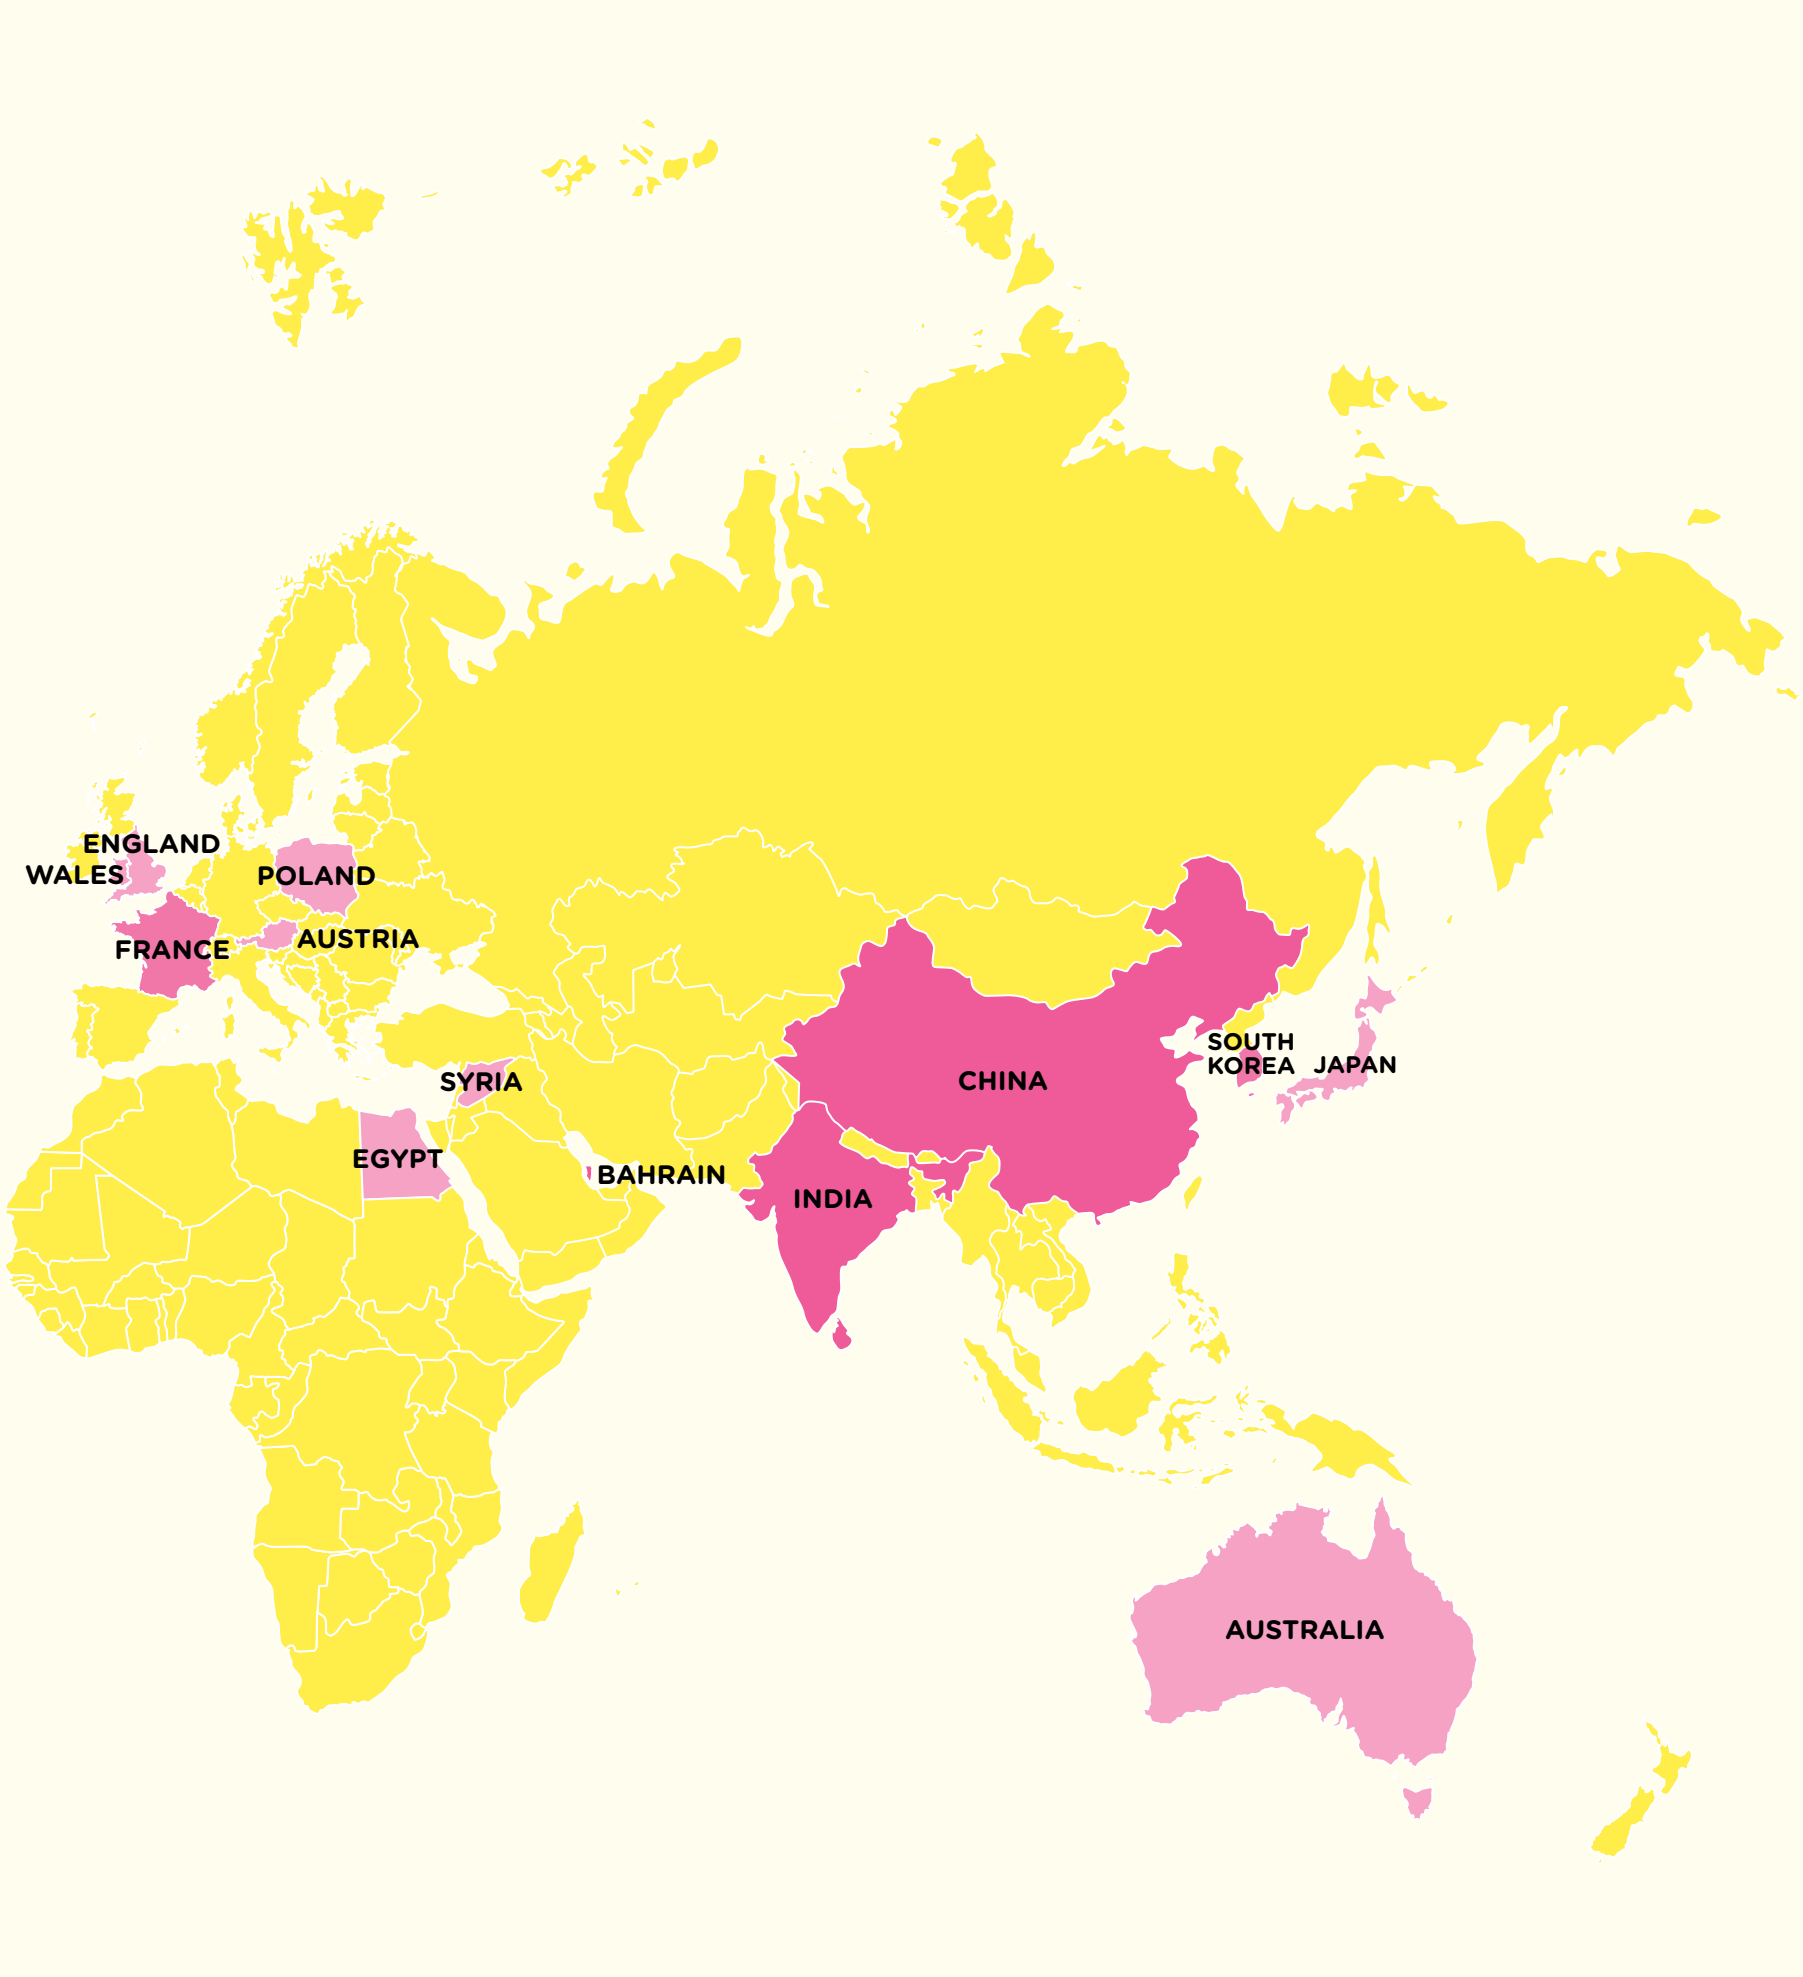 ENGLAND
WALES
POLAND
FRANCE
AUSTRIA
SOUTH
KOREA
JAPAN
SYRIA
CHINA
EGYPT
BAHRAIN
INDIA
AUSTRALIA